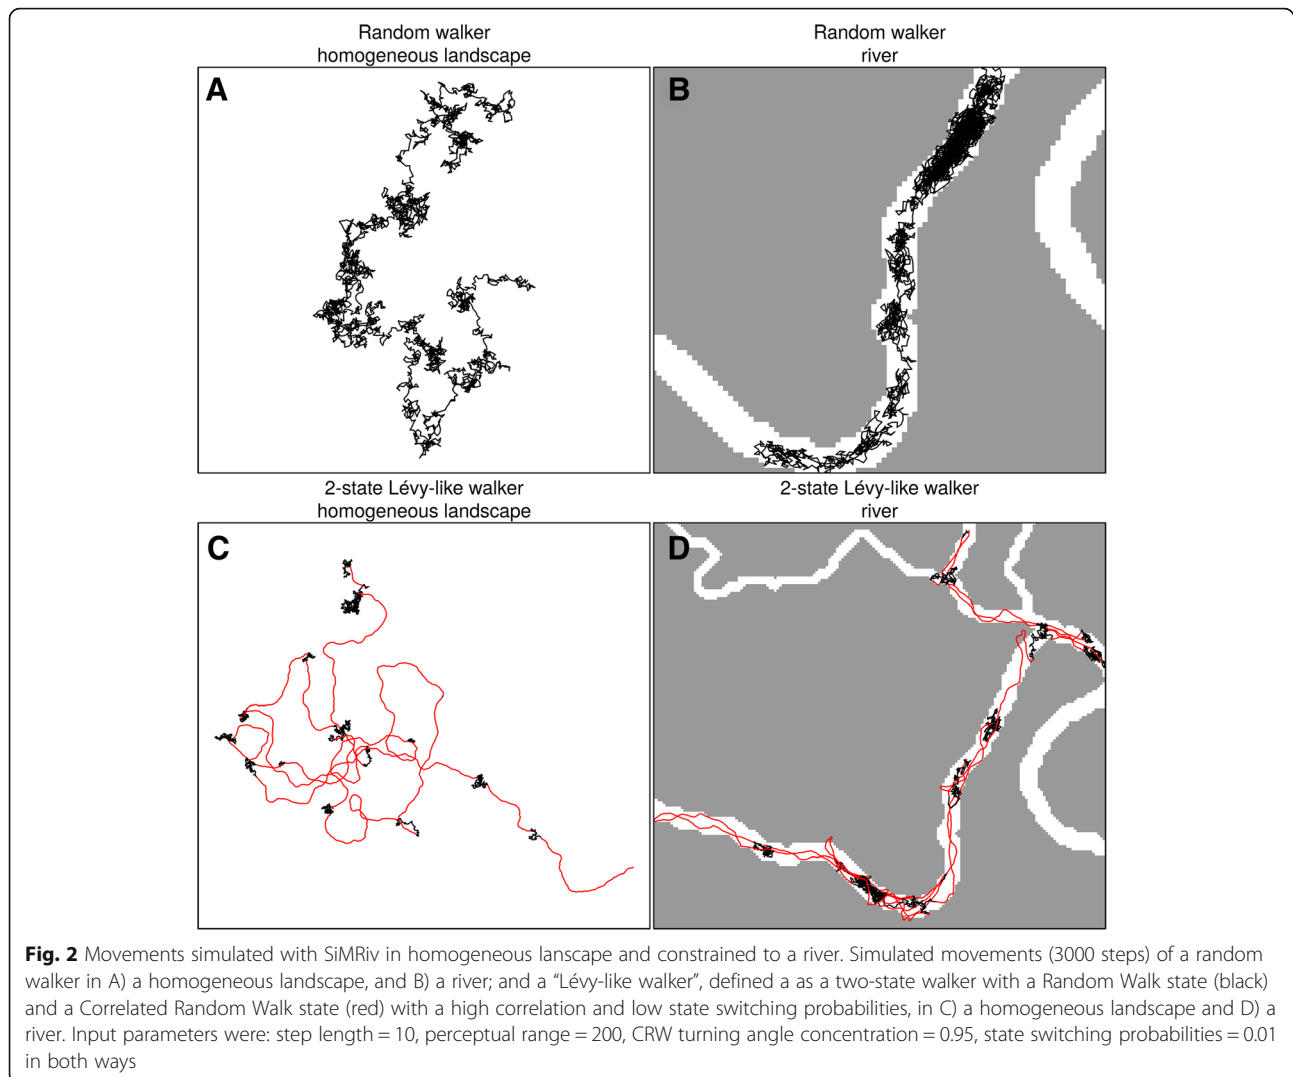 Random walker
homogeneous landscape
Random walker
river
A
B
2-state Lévy-like walker
homogeneous landscape
2-state Lévy-like walker
river
C
D
Fig. 2 Movements simulated with SiMRiv in homogeneous lanscape and constrained to a river. Simulated movements (3000 steps) of a random
walker in A) a homogeneous landscape, and B) a river; and a “Lévy-like walker”, defined a as a two-state walker with a Random Walk state (black)
and a Correlated Random Walk state (red) with a high correlation and low state switching probabilities, in C) a homogeneous landscape and D) a
river. Input parameters were: step length = 10, perceptual range = 200, CRW turning angle concentration = 0.95, state switching probabilities = 0.01
in both ways